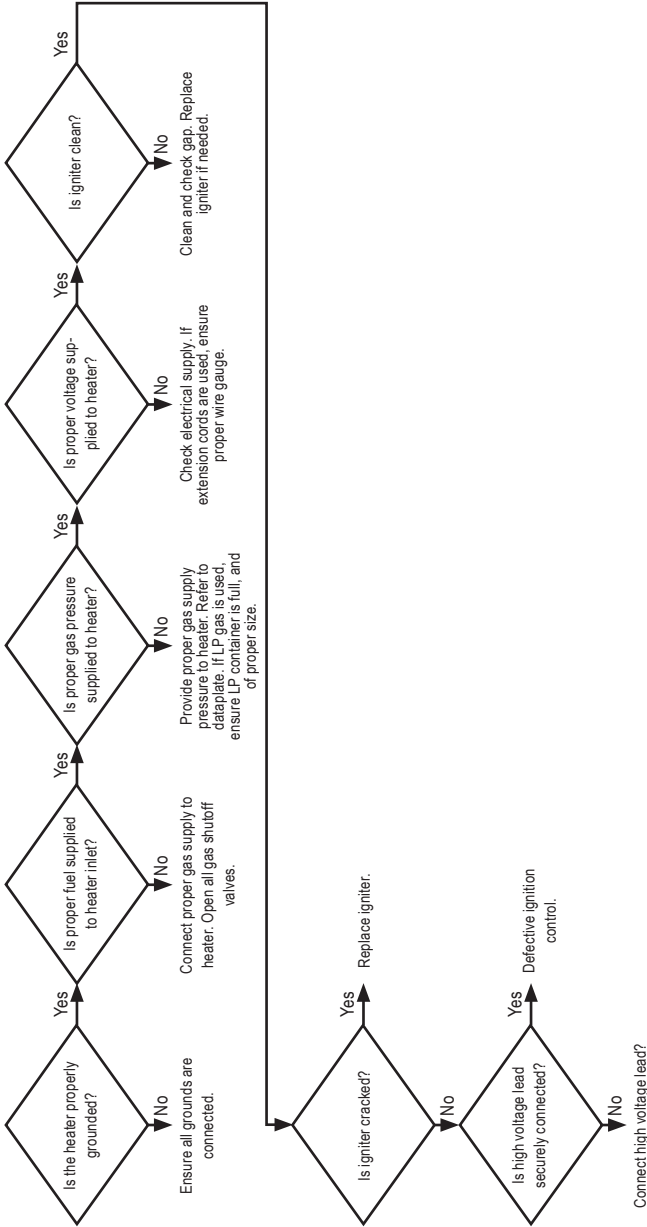 Is the heater properly
grounded?
Yes
No
Ensure all grounds are
connected.
Is proper fuel supplied
to heater inlet?
Yes
No
Connect proper gas supply to
heater. Open all gas shutoff
valves.
Is proper gas pressure
supplied to heater?
Yes
No
Provide proper gas supply
pressure to heater. Refer to
dataplate. If LP gas is used,
ensure LP container is full, and
of proper size.
Is proper voltage sup-
plied to heater?
Yes
No
Check electrical supply. If
extension cords are used, ensure
proper wire gauge.
Is igniter clean?
Yes
No
Clean and check gap. Replace
igniter if needed.
Is igniter cracked?
Yes
Replace igniter.
No
Is high voltage lead
securely connected?
Yes
Defective ignition
control.
No
Connect high voltage lead?